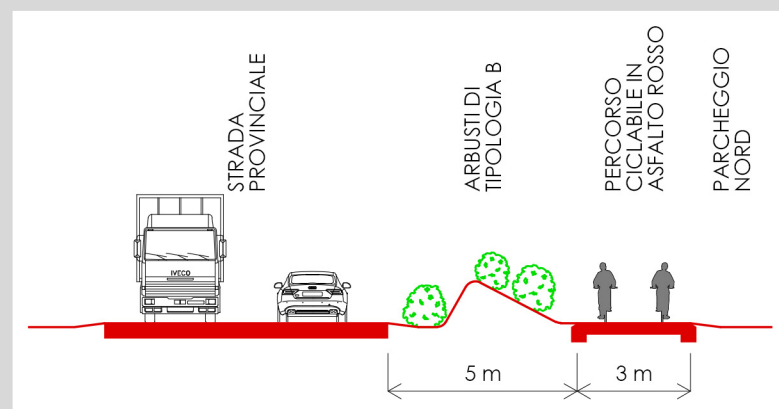 STRADA
PROVINCIALE
ARBUSTI DI
TIPOLOGIA B
PERCORSO
CICLABILE IN
ASFALTO ROSSO
PARCHEGGIO
NORD
IVECO
5 m
3 m